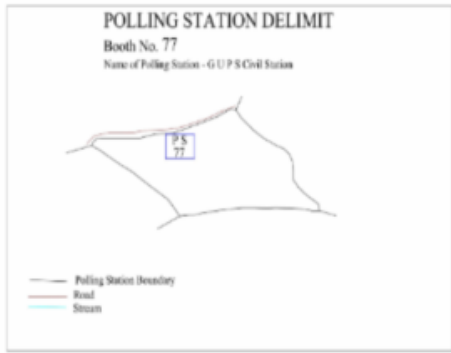 POLLING STATION DELIMIT
Booth No. 77
Name of Polling Station - G U P S Civil Station
P S
77
Polling Station Boundary
Road
Stream